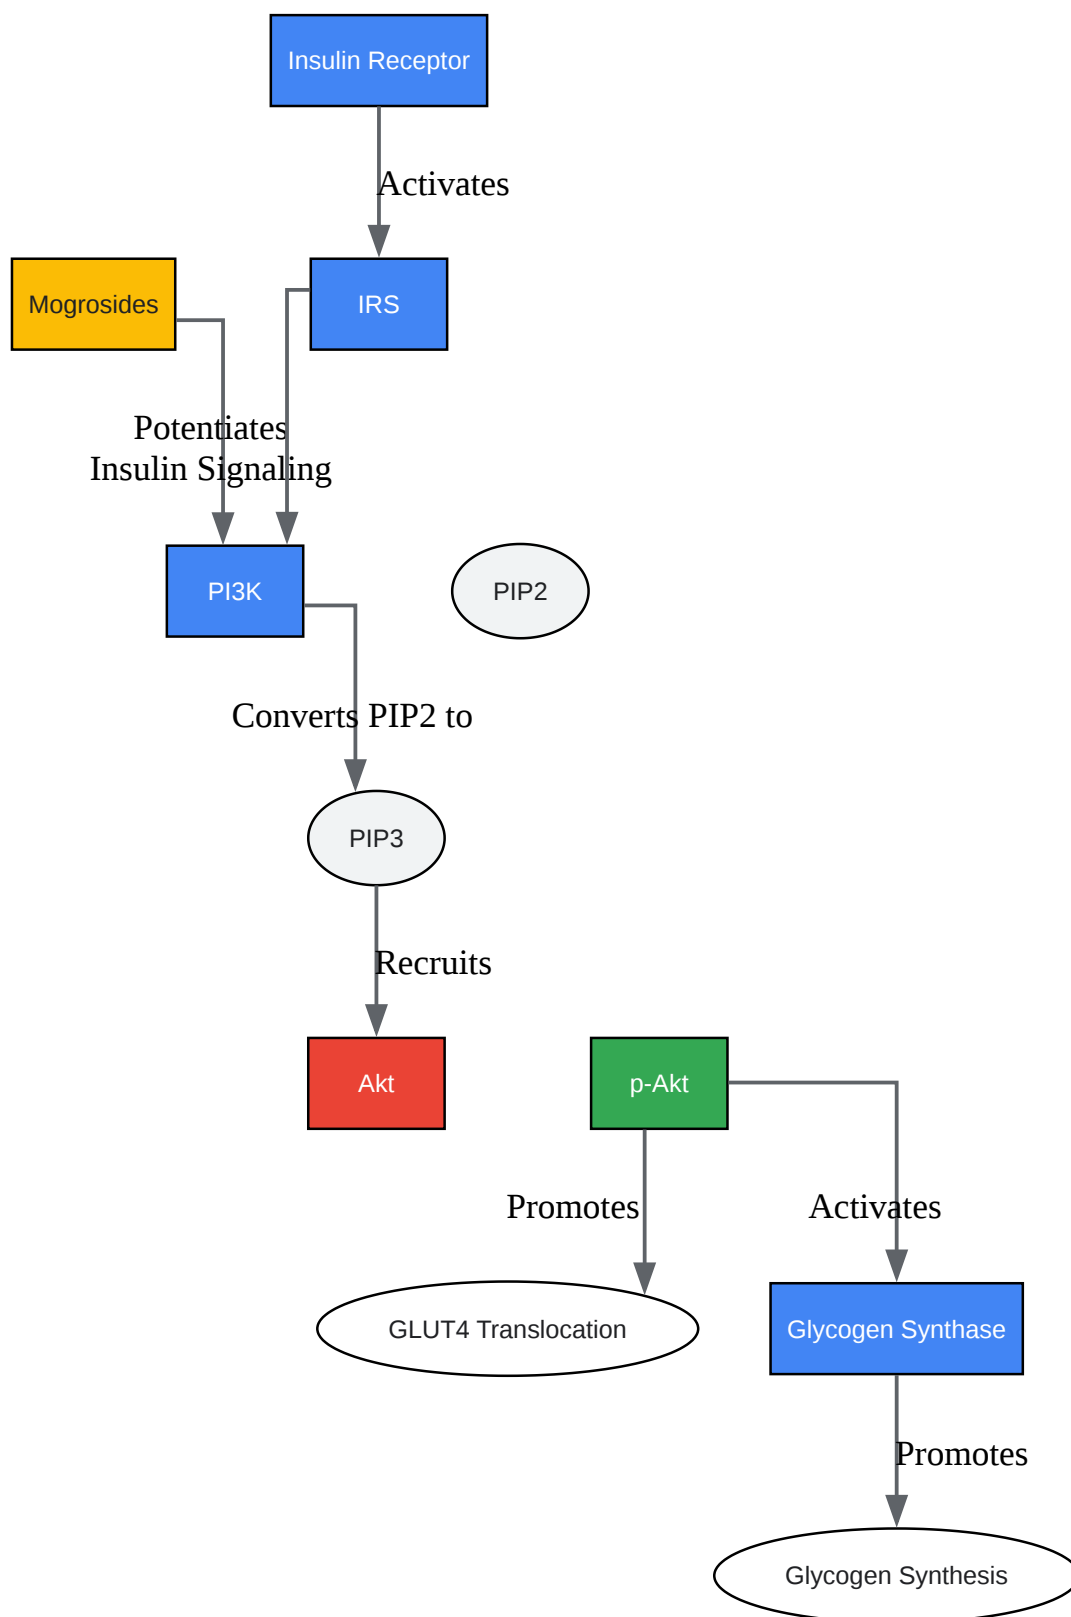 Insulin Receptor
Activates
Mogrosides
IRS
Potentiates
Insulin Signaling
PI3K
PIP2
Converts PIP2 to
PIP3
Recruits
Akt
p-Akt
Promotes
Activates
GLUT4 Translocation
Glycogen Synthase
Promotes
Glycogen Synthesis